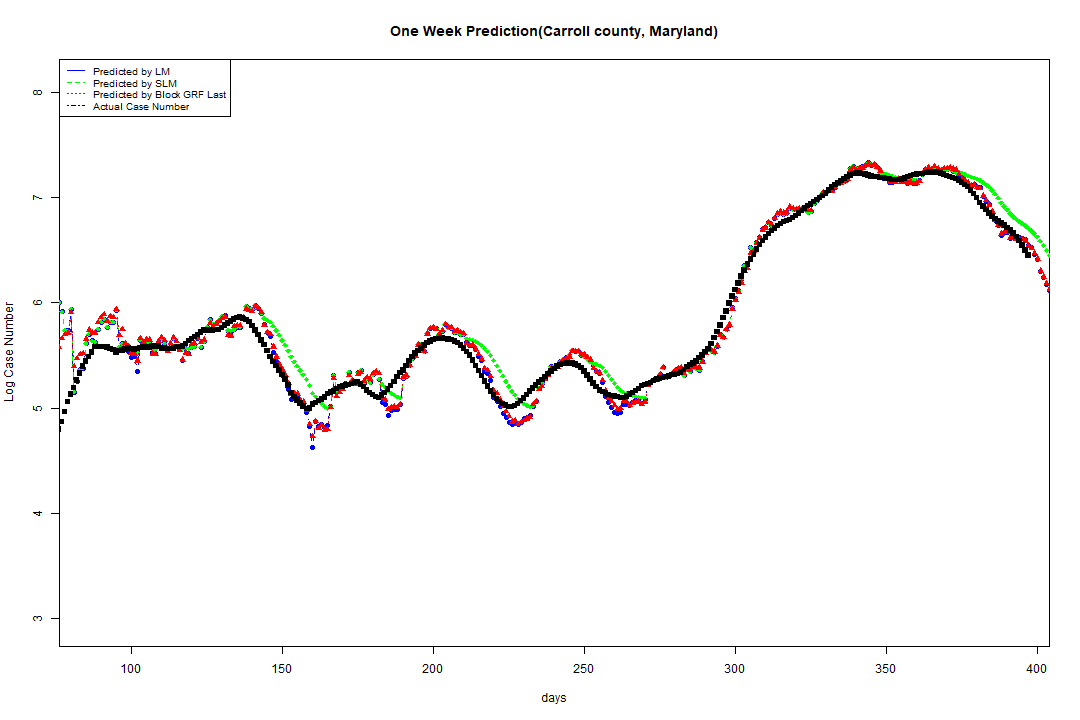 One Week Prediction(Carroll county, Maryland)
Predicted by LM
Predicted by SLM
Predicted by Block GRF Last
Actual Case Number
8
7
6
5
4
3
Log Case Number
100
150
200
250
300
350
400
days